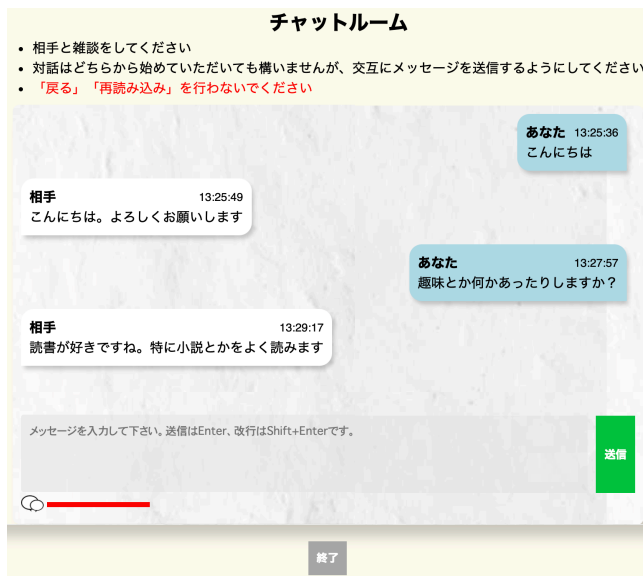 チャットルーム
相手と雑談をしてください
対話はどちらから始めていただいても構いませんが、交互にメッセージを送信するようにしてください
「戻る」「再読み込み」を行わないでください
あなた 13:25:36
こんにちは
相手 13:25:49
こんにちは。よろしくお願いします
あなた 13:27:57
趣味とか何かあったりしますか？
相手 13:29:17
読書が好きですね。特に小説とかをよく読みます
メッセージを入力して下さい。送信はEnter、改行はShift+Enterです。
送信
終了